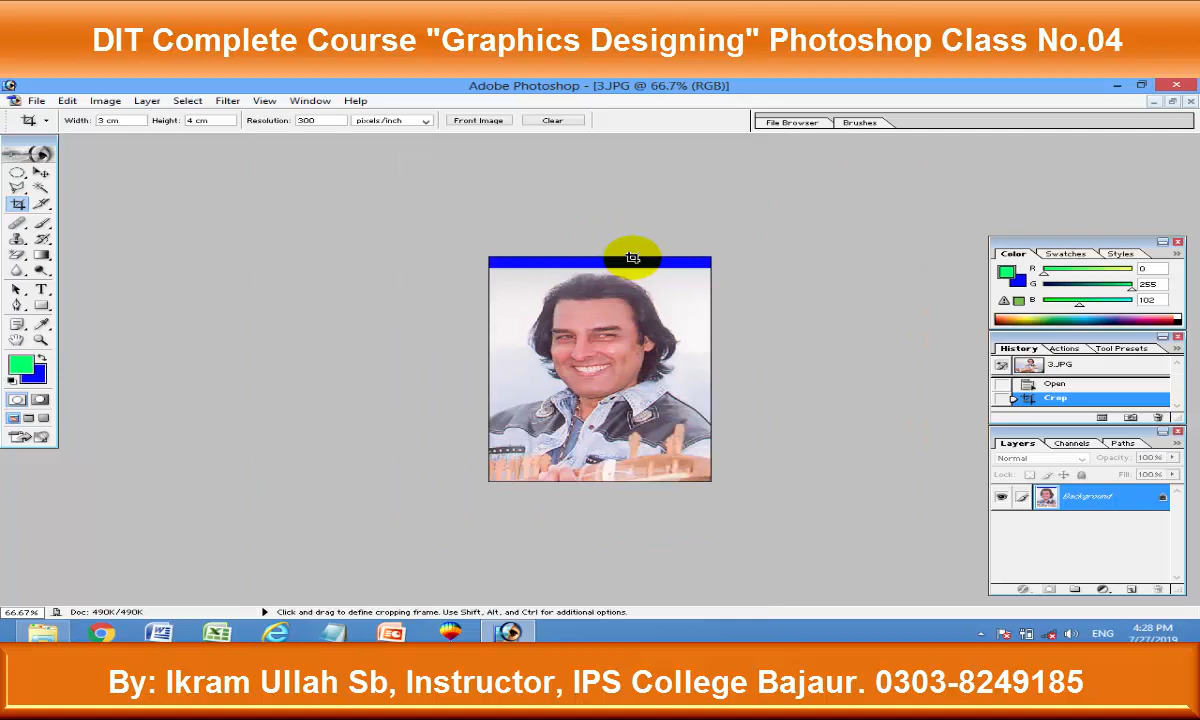 DIT Complete Course "Graphics Designing" Photoshop Class No.04
Adobe Photoshop - [3.JPG @ 66.7% (RGB)]
File Edit Image Layer Select Filter View Window Help
Width: 3 cm Height: 4 cm Resolution: 300 pixels/inch Front Image Clear File Browser Brushes
Color Swatches Styles
R 0
G 255
B 102
History Actions Tool Presets
3.JPG
Open
Crop
Layers Channels Paths
Normal Opacity: 100%
Lock: Fill: 100%
Background
66.67% Doc: 490K/490K Click and drag to define cropping frame. Use Shift, Alt, and Ctrl for additional options.
ENG 4:28 PM
7/27/2019
By: Ikram Ullah Sb, Instructor, IPS College Bajaur. 0303-8249185